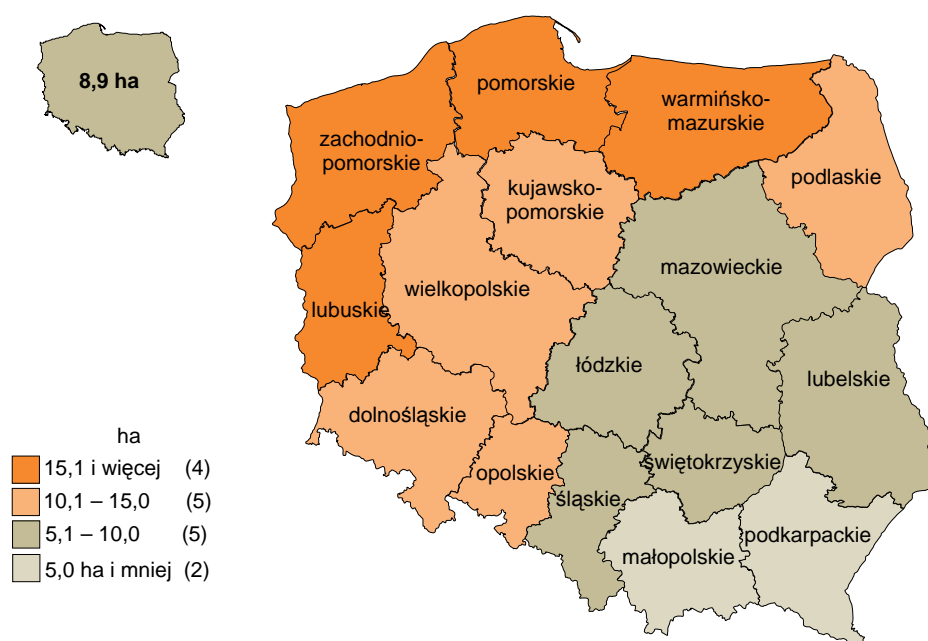 8,9 ha
pomorskie
warmińsko-
mazurskie
zachodnio-
pomorskie
kujawsko-
pomorskie
podlaskie
mazowieckie
wielkopolskie
lubuskie
łódzkie
lubelskie
dolnośląskie
świętokrzyskie
opolskie
śląskie
podkarpackie
małopolskie
ha
15,1 i więcej (4)
10,1 – 15,0 (5)
5,1 – 10,0 (5)
5,0 ha i mniej (2)